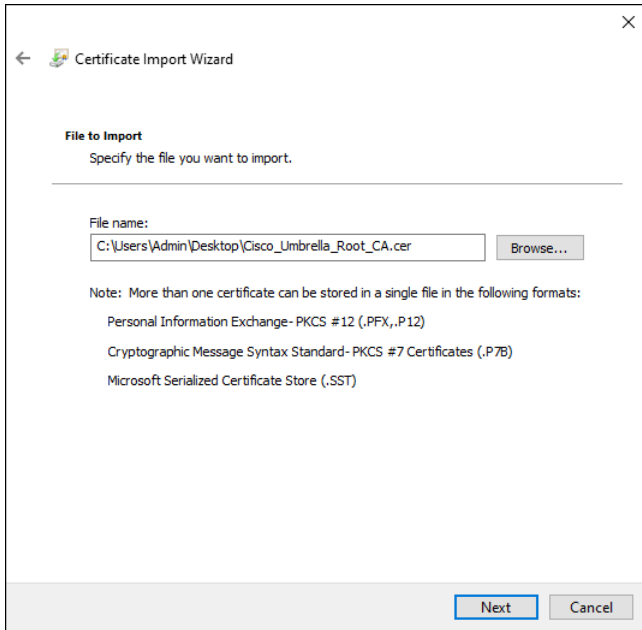 Certificate Import Wizard
File to Import
Specify the file you want to import.
File name:
C:\Users\Admin\Desktop\Cisco_Umbrella_Root_CA.cer
Browse...
Note: More than one certificate can be stored in a single file in the following formats:
Personal Information Exchange- PKCS #12 (.PFX,.P12)
Cryptographic Message Syntax Standard- PKCS #7 Certificates (.P7B)
Microsoft Serialized Certificate Store (.SST)
Next
Cancel